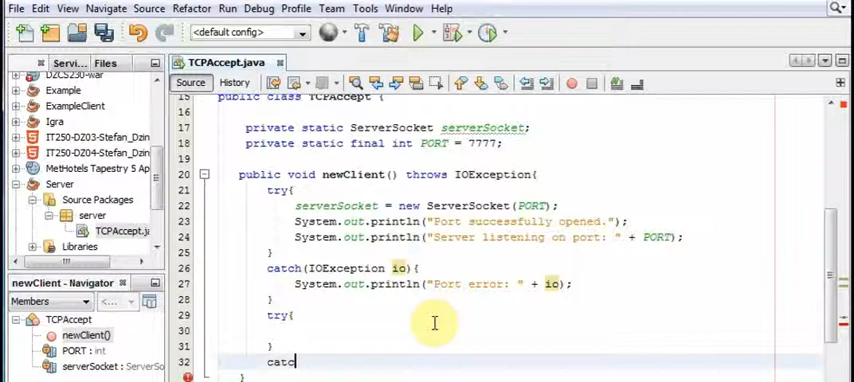 File Edit View Navigate Source Refactor Run Debug Profile Team Tools Window Help
<default config>
Servi... Files
TCPAccept.java
Source History
DZCS230-war
Example
ExampleClient
Igra
IT250-DZ03-Stefan_Dzin
IT250-DZ04-Stefan_Dzin
MetHotels Tapestry 5 Ap
Server
Source Packages
server
TCPAccept.ja
Libraries
newClient() - Navigator
Members
<...
TCPAccept
newClient()
PORT : int
serverSocket : ServerSo
15 public class TCPAccept {
16
17 private static ServerSocket serverSocket;
18 private static final int PORT = 7777;
19
20 public void newClient() throws IOException{
21 try{
22 serverSocket = new ServerSocket(PORT);
23 System.out.println("Port successfully opened.");
24 System.out.println("Server listening on port: " + PORT);
25 }
26 catch(IOException io){
27 System.out.println("Port error: " + io);
28 }
29 try{
30
31 }
32 catc
}